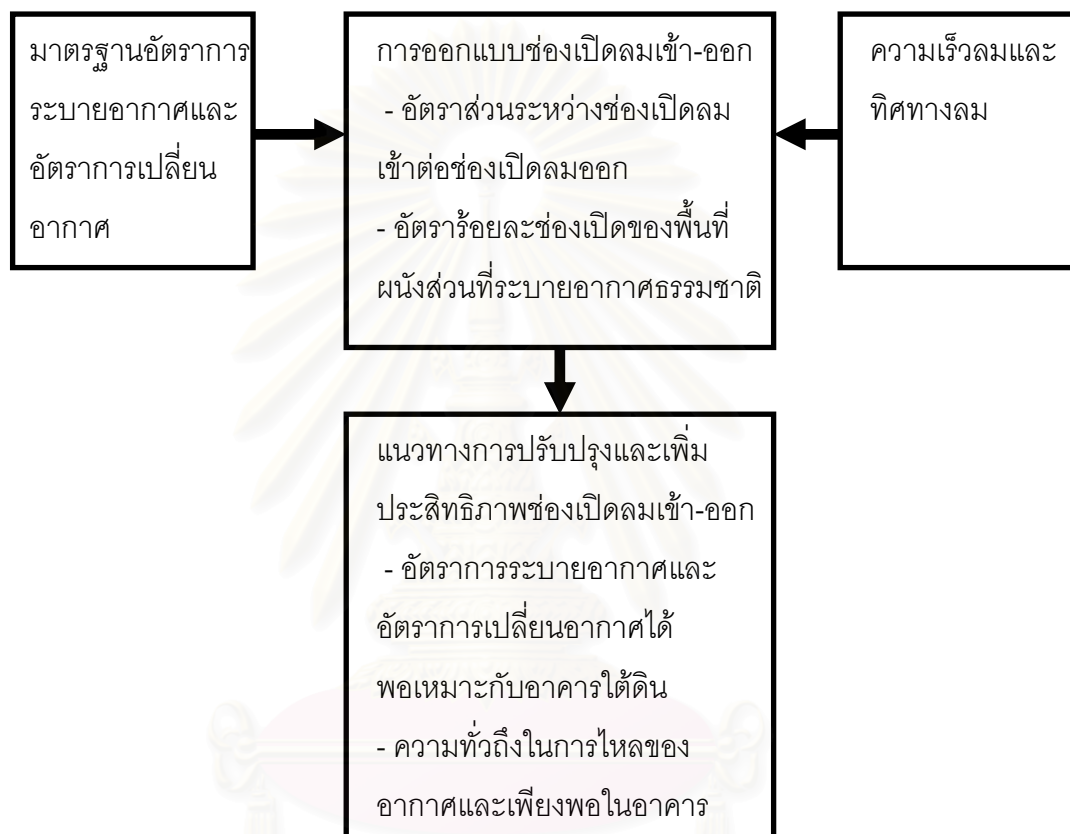 มาตรฐานอัตราการ
ระบายอากาศและ
อัตราการเปลี่ยน
อากาศ
การออกแบบช่องเปิดลมเข้า-ออก
- อัตราส่วนระหว่างช่องเปิดลม
เข้าต่อช่องเปิดลมออก
- อัตราร้อยละช่องเปิดของพื้นที่
ผนังส่วนที่ระบายอากาศธรรมชาติ
ความเร็วลมและ
ทิศทางลม
แนวทางการปรับปรุงและเพิ่ม
ประสิทธิภาพช่องเปิดลมเข้า-ออก
- อัตราการระบายอากาศและ
อัตราการเปลี่ยนอากาศได้
พอเหมาะกับอาคารใต้ดิน
- ความทั่วถึงในการไหลของ
อากาศและเพียงพอในอาคาร